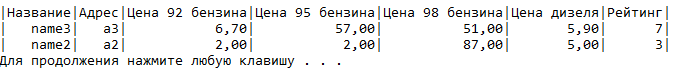 |Название|Адрес|Цена 92 бензина|Цена 95 бензина|Цена 98 бензина|Цена дизеля|Рейтинг|
| name3| a3| 6,70| 57,00| 51,00| 5,90| 7|
| name2| a2| 2,00| 2,00| 87,00| 5,00| 3|
Для продолжения нажмите любую клавишу . . .